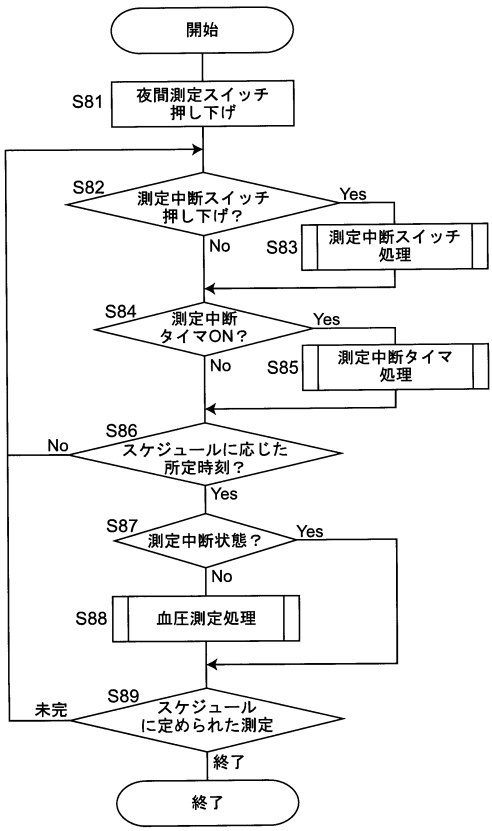 開始
S81
夜間測定スイッチ
押し下げ
S82
測定中断スイッチ
押し下げ？
Yes
No
S83
測定中断スイッチ
処理
S84
測定中断
タイマON？
Yes
No
S85
測定中断タイマ
処理
S86
スケジュールに応じた
所定時刻？
No
Yes
S87
測定中断状態？
Yes
No
S88
血圧測定処理
S89
スケジュール
に定められた測定
未完
終了
終了